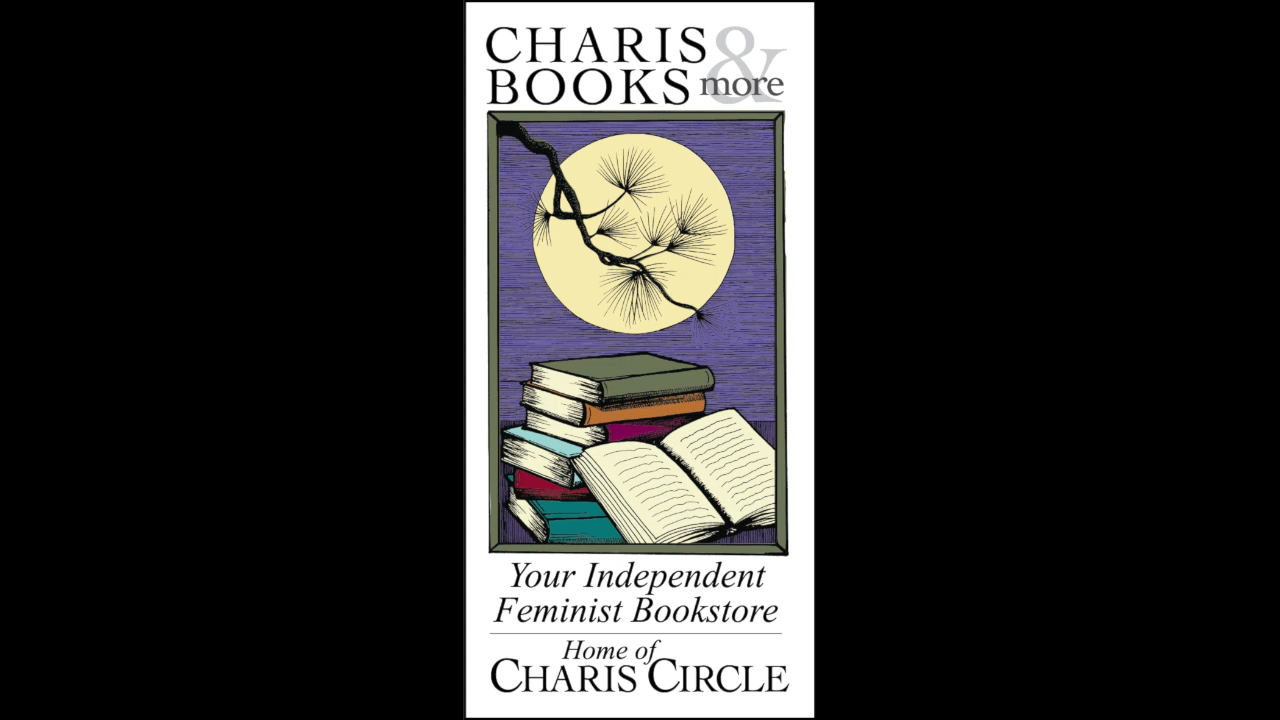 CHARIS &
BOOKS more
Your Independent
Feminist Bookstore
Home of
CHARIS CIRCLE